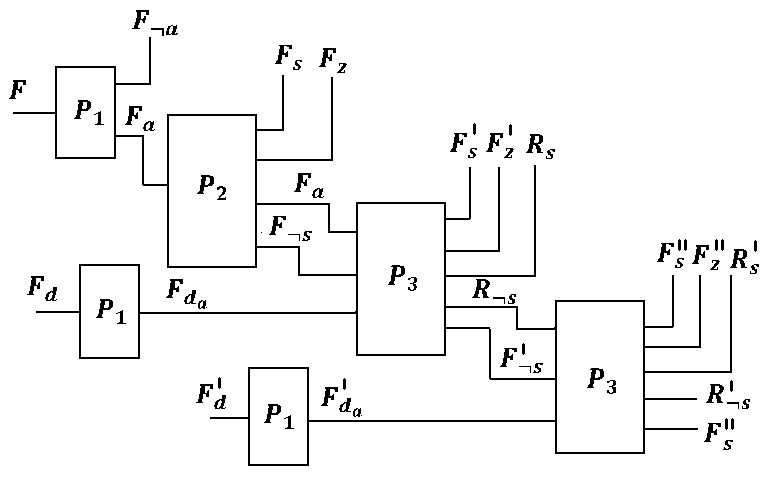 F¬a
F
P1
Fa
Fs Fz
P2
Fa
F¬s
F's F'z Rs
Fd
P1
Fda
P3
R¬s
F'¬s
F''s F''z R's
F'd
P1
F'da
P3
R'¬s
F''s